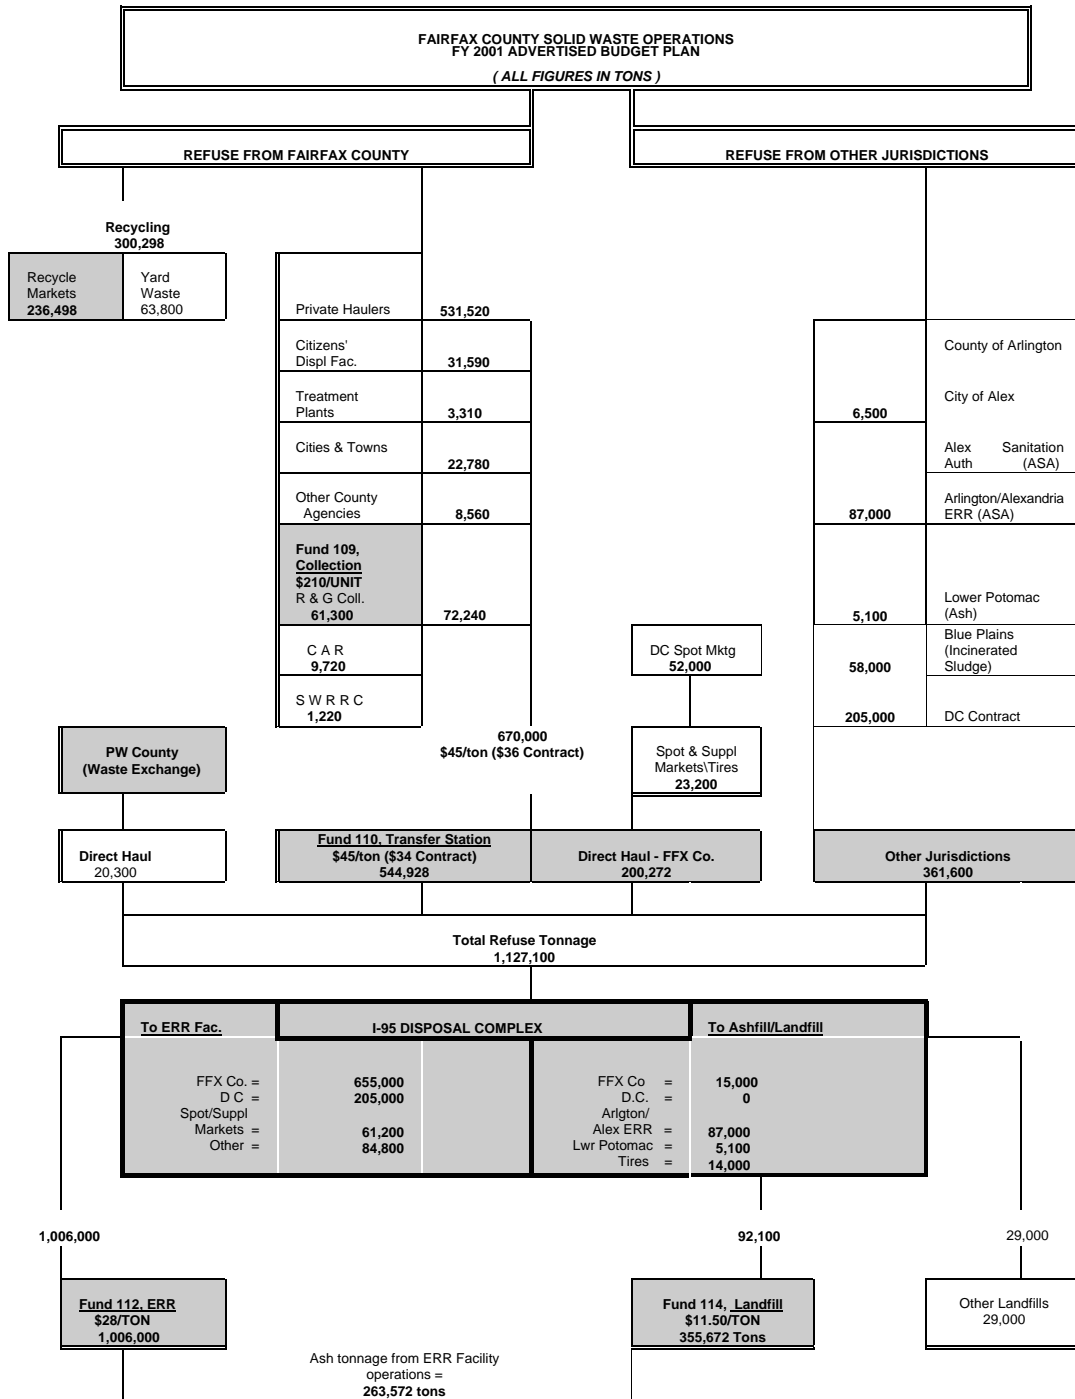 FAIRFAX COUNTY SOLID WASTE OPERATIONS
FY 2001 ADVERTISED BUDGET PLAN
( ALL FIGURES IN TONS )
REFUSE FROM FAIRFAX COUNTY
REFUSE FROM OTHER JURISDICTIONS
Recycling
300,298
Recycle
Markets
236,498
Yard
Waste
63,800
Private Haulers 531,520
Citizens'
Displ Fac. 31,590
Treatment
Plants 3,310
Cities & Towns
22,780
Other County
Agencies 8,560
Fund 109,
Collection
$210/UNIT
R & G Coll.
61,300 72,240
C A R
9,720
S W R R C
1,220
670,000
$45/ton ($36 Contract)
DC Spot Mktg
52,000
Spot & Suppl
Markets\Tires
23,200
County of Arlington
City of Alex
6,500
Alex Sanitation
Auth (ASA)
Arlington/Alexandria
87,000 ERR (ASA)
Lower Potomac
5,100 (Ash)
Blue Plains
(Incinerated
58,000 Sludge)
205,000 DC Contract
PW County
(Waste Exchange)
Direct Haul
20,300
Fund 110, Transfer Station
$45/ton ($34 Contract)
544,928
Direct Haul - FFX Co.
200,272
Other Jurisdictions
361,600
Total Refuse Tonnage
1,127,100
To ERR Fac.
I-95 DISPOSAL COMPLEX
To Ashfill/Landfill
FFX Co. = 655,000
D C = 205,000
Spot/Suppl
Markets = 61,200
Other = 84,800
FFX Co = 15,000
D.C. = 0
Arlgton/
Alex ERR = 87,000
Lwr Potomac = 5,100
Tires = 14,000
1,006,000
92,100
29,000
Fund 112, ERR
$28/TON
1,006,000
Fund 114, Landfill
$11.50/TON
355,672 Tons
Other Landfills
29,000
Ash tonnage from ERR Facility
operations =
263,572 tons